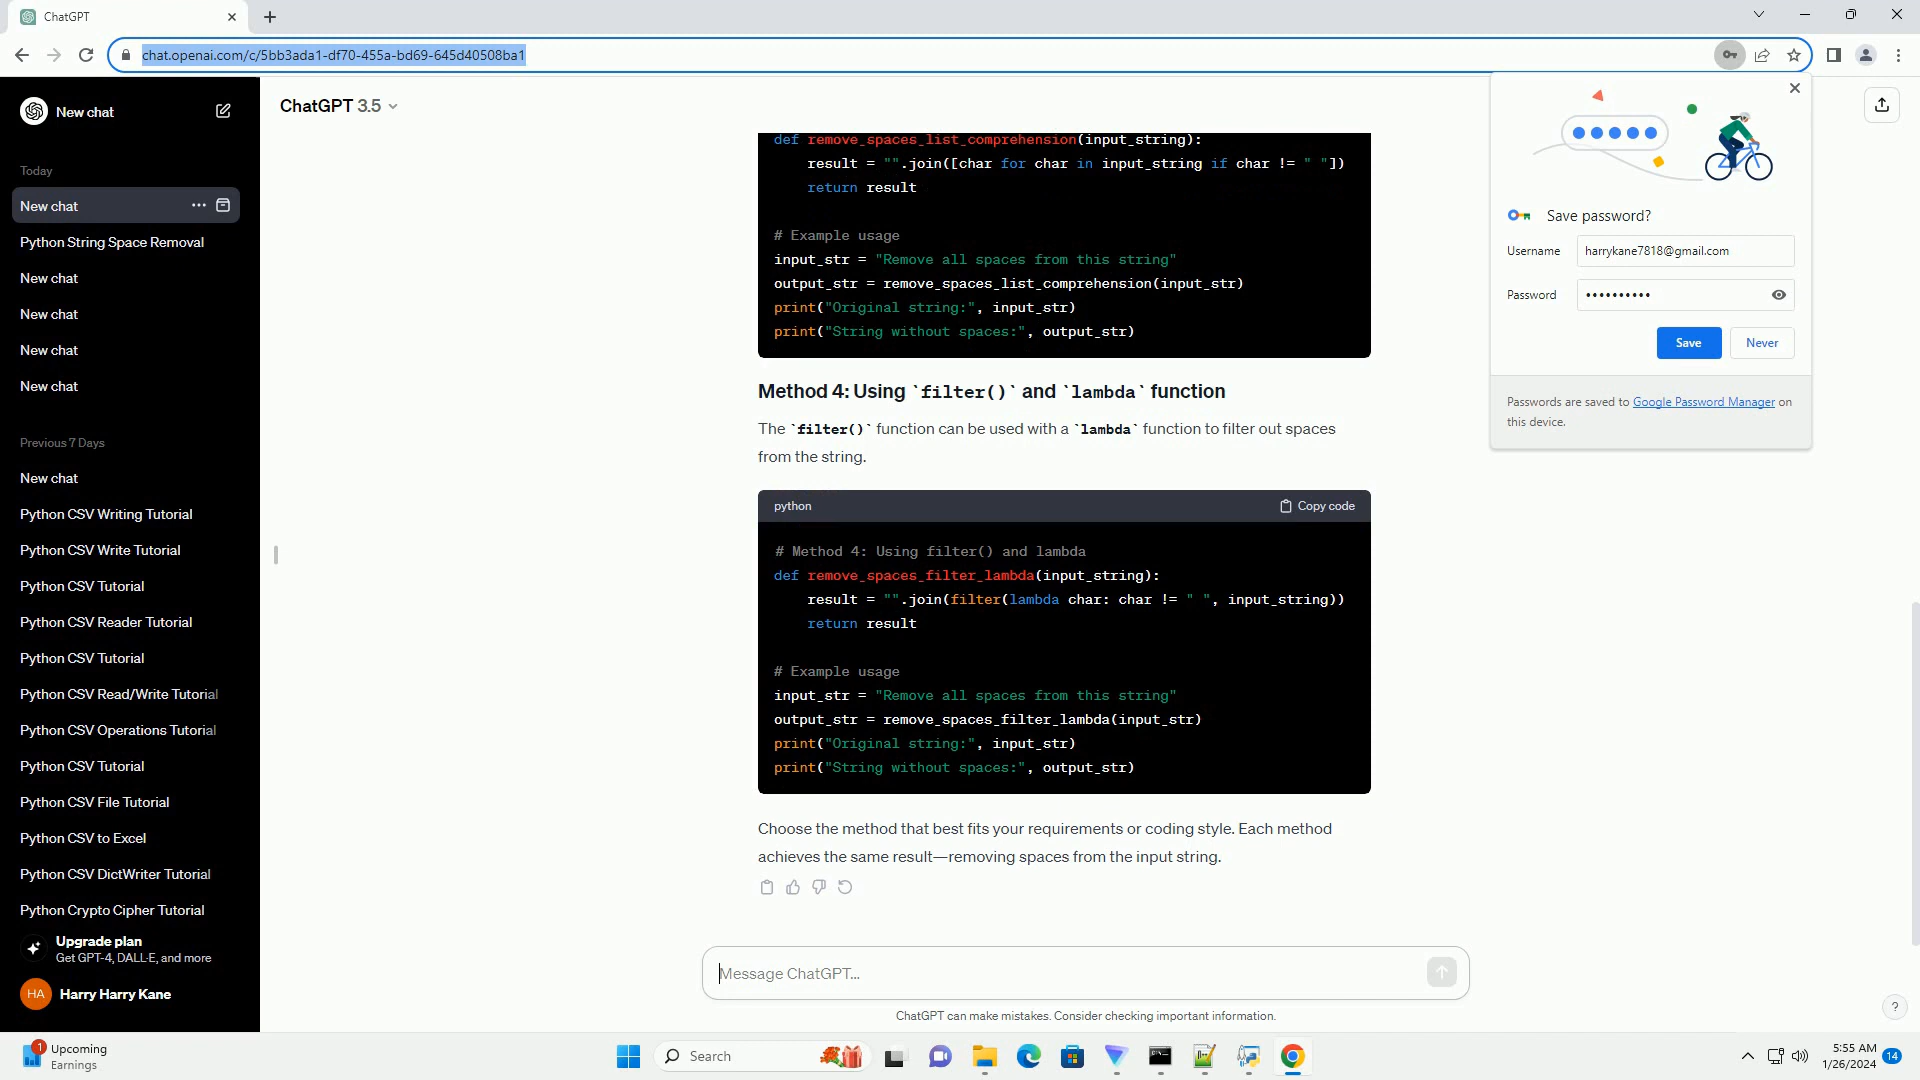 ChatGPT
chat.openai.com/c/5bb3ada1-df70-455a-bd69-645d40508ba1
New chat
Today
New chat
Python String Space Removal
New chat
New chat
New chat
New chat
Previous 7 Days
New chat
Python CSV Writing Tutorial
Python CSV Write Tutorial
Python CSV Tutorial
Python CSV Reader Tutorial
Python CSV Tutorial
Python CSV Read/Write Tutorial
Python CSV Operations Tutorial
Python CSV Tutorial
Python CSV File Tutorial
Python CSV to Excel
Python CSV DictWriter Tutorial
Python Crypto Cipher Tutorial
Upgrade plan
Get GPT-4, DALL·E, and more
HA Harry Harry Kane
ChatGPT 3.5
def remove_spaces_list_comprehension(input_string):
result = "".join([char for char in input_string if char != " "])
return result
# Example usage
input_str = "Remove all spaces from this string"
output_str = remove_spaces_list_comprehension(input_str)
print("Original string:", input_str)
print("String without spaces:", output_str)
Method 4: Using `filter()` and `lambda` function
The `filter()` function can be used with a `lambda` function to filter out spaces
from the string.
python Copy code
# Method 4: Using filter() and lambda
def remove_spaces_filter_lambda(input_string):
result = "".join(filter(lambda char: char != " ", input_string))
return result
# Example usage
input_str = "Remove all spaces from this string"
output_str = remove_spaces_filter_lambda(input_str)
print("Original string:", input_str)
print("String without spaces:", output_str)
Choose the method that best fits your requirements or coding style. Each method
achieves the same result—removing spaces from the input string.
Message ChatGPT...
ChatGPT can make mistakes. Consider checking important information.
?
Save password?
Username harrykane7818@gmail.com
Password ••••••••••
Save Never
Passwords are saved to Google Password Manager on
this device.
1 Upcoming
Earnings
Search
5:55 AM
1/26/2024
14